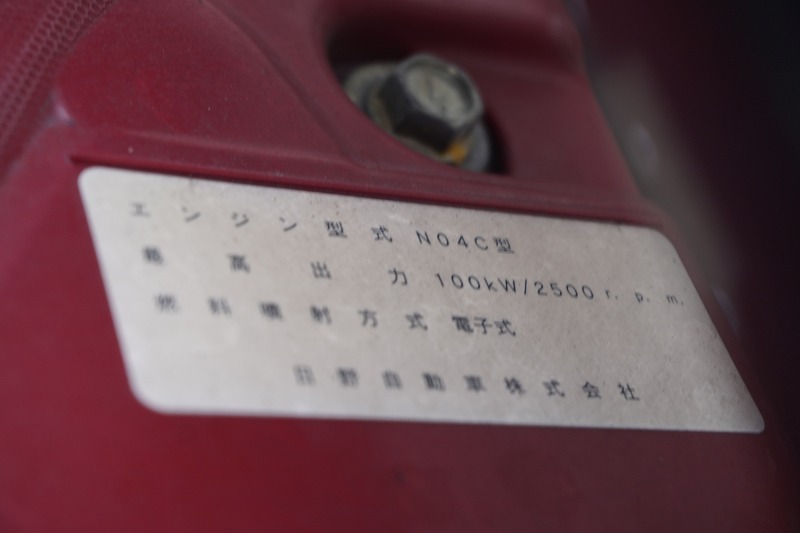 エンジン型式 N04C型
最高出力 100kW/2500 r.p.m.
燃料噴射方式 電子式
日野自動車株式会社